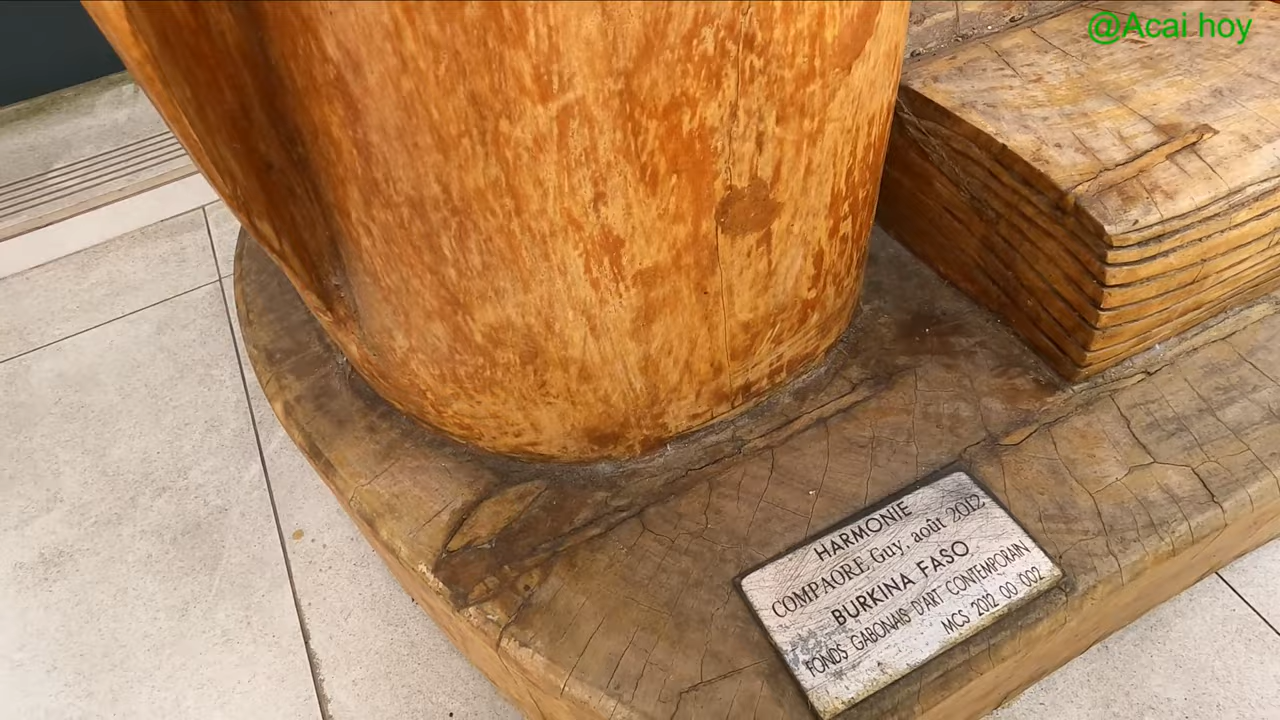 @Acai hoy
HARMONIE
COMPAORE Guy, août 2012
BURKINA FASO
FONDS GABONAIS D'ART CONTEMPORAIN
MCS 2012 00 002